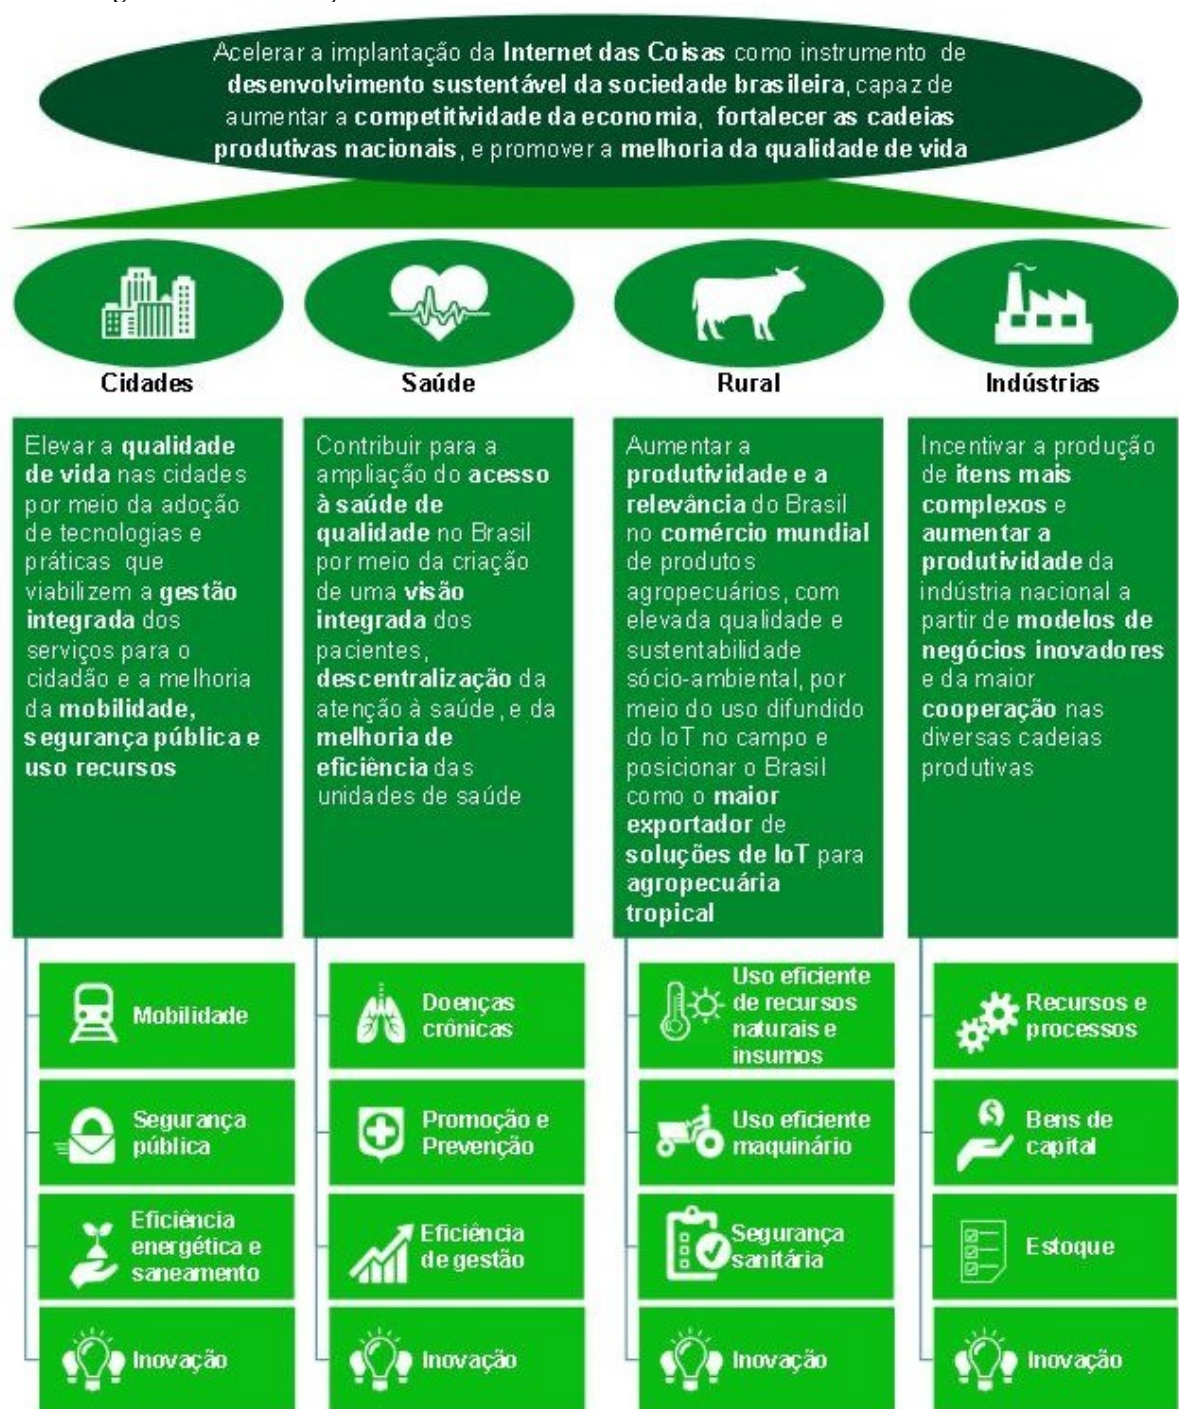 Acelerar a implantação da Internet das Coisas como instrumento de
desenvolvimento sustentável da sociedade brasileira, capaz de
aumentar a competitividade da economia, fortalecer as cadeias
produtivas nacionais, e promover a melhoria da qualidade de vida
Cidades
Elevar a qualidade
de vida nas cidades
por meio da adoção
de tecnologias e
práticas que
viabilizem a gestão
integrada dos
serviços para o
cidadão e a melhoria
da mobilidade,
segurança pública e
uso recursos
Mobilidade
Segurança
pública
Eficiência
energética e
saneamento
Inovação
Saúde
Contribuir para a
ampliação do acesso
à saúde de
qualidade no Brasil
por meio da criação
de uma visão
integrada dos
pacientes,
descentralização da
atenção à saúde, e da
melhoria de
eficiência das
unidades de saúde
Doenças
crônicas
Promoção e
Prevenção
Eficiência
de gestão
Inovação
Rural
Aumentar a
produtividade e a
relevância do Brasil
no comércio mundial
de produtos
agropecuários, com
elevada qualidade e
sustentabilidade
sócio-ambiental, por
meio do uso difundido
do IoT no campo e
posicionar o Brasil
como o maior
exportador de
soluções de IoT para
agropecuária
tropical
Uso eficiente
de recursos
naturais e
insumos
Uso eficiente
maquinário
Segurança
sanitária
Inovação
Indústrias
Incentivar a produção
de itens mais
complexos e
aumentar a
produtividade da
indústria nacional a
partir de modelos de
negócios inovadores
e da maior
cooperação nas
diversas cadeias
produtivas
Recursos e
processos
Bens de
capital
Estoque
Inovação